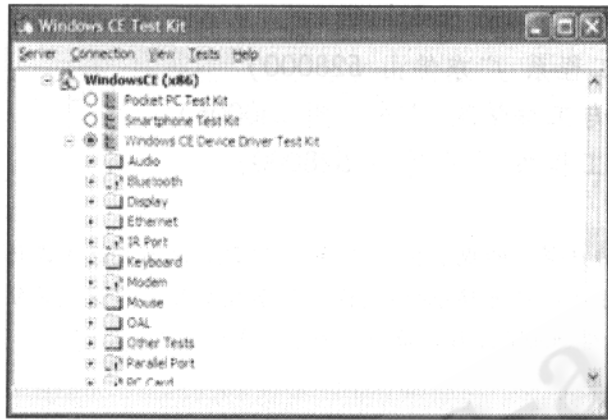 Windows CE Test Kit
Server Connection View Tests Help
WindowsCE (x86)
Pocket PC Test Kit
Smartphone Test Kit
Windows CE Device Driver Test Kit
Audio
Bluetooth
Display
Ethernet
IR Port
Keyboard
Modem
Mouse
OAL
Other Tests
Parallel Port
PC Card